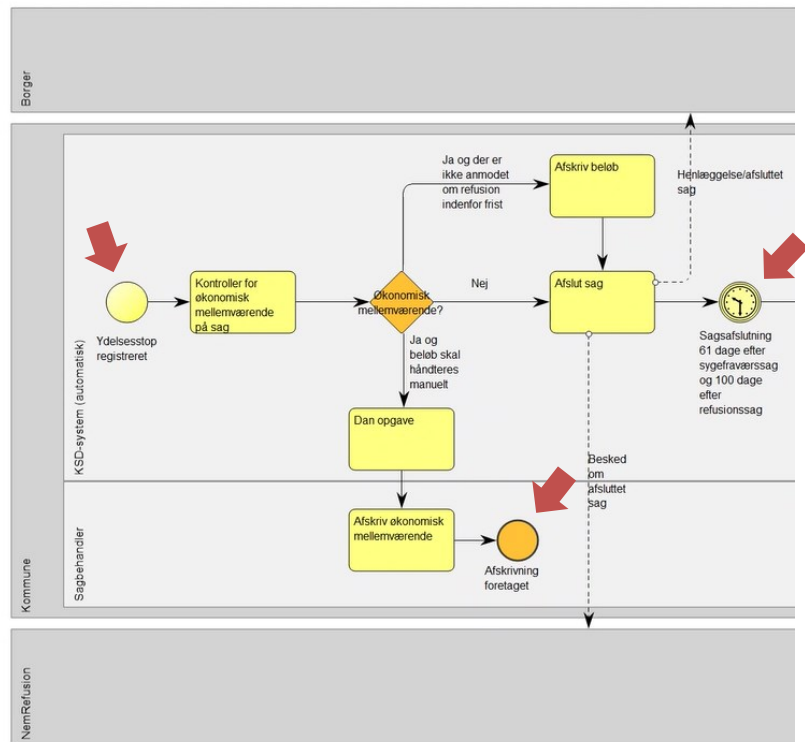 Borger
Kommune
KSD-system (automatisk)
Ydelsesstop
registreret
Kontroller for
økonomisk
mellemværende
på sag
Økonomisk
mellemværende?
Ja og der er
ikke anmodet
om refusion
indenfor frist
Afskriv beløb
Nej
Afslut sag
Henlæggelse/afsluttet
sag
Sagsafslutning
61 dage efter
sygefraværssag
og 100 dage
efter
refusionssag
Ja og
beløb skal
håndteres
manuelt
Dan opgave
Besked
om
afsluttet
sag
Sagbehandler
Afskriv økonomisk
mellemværende
Afskrivning
foretaget
NemRefusion